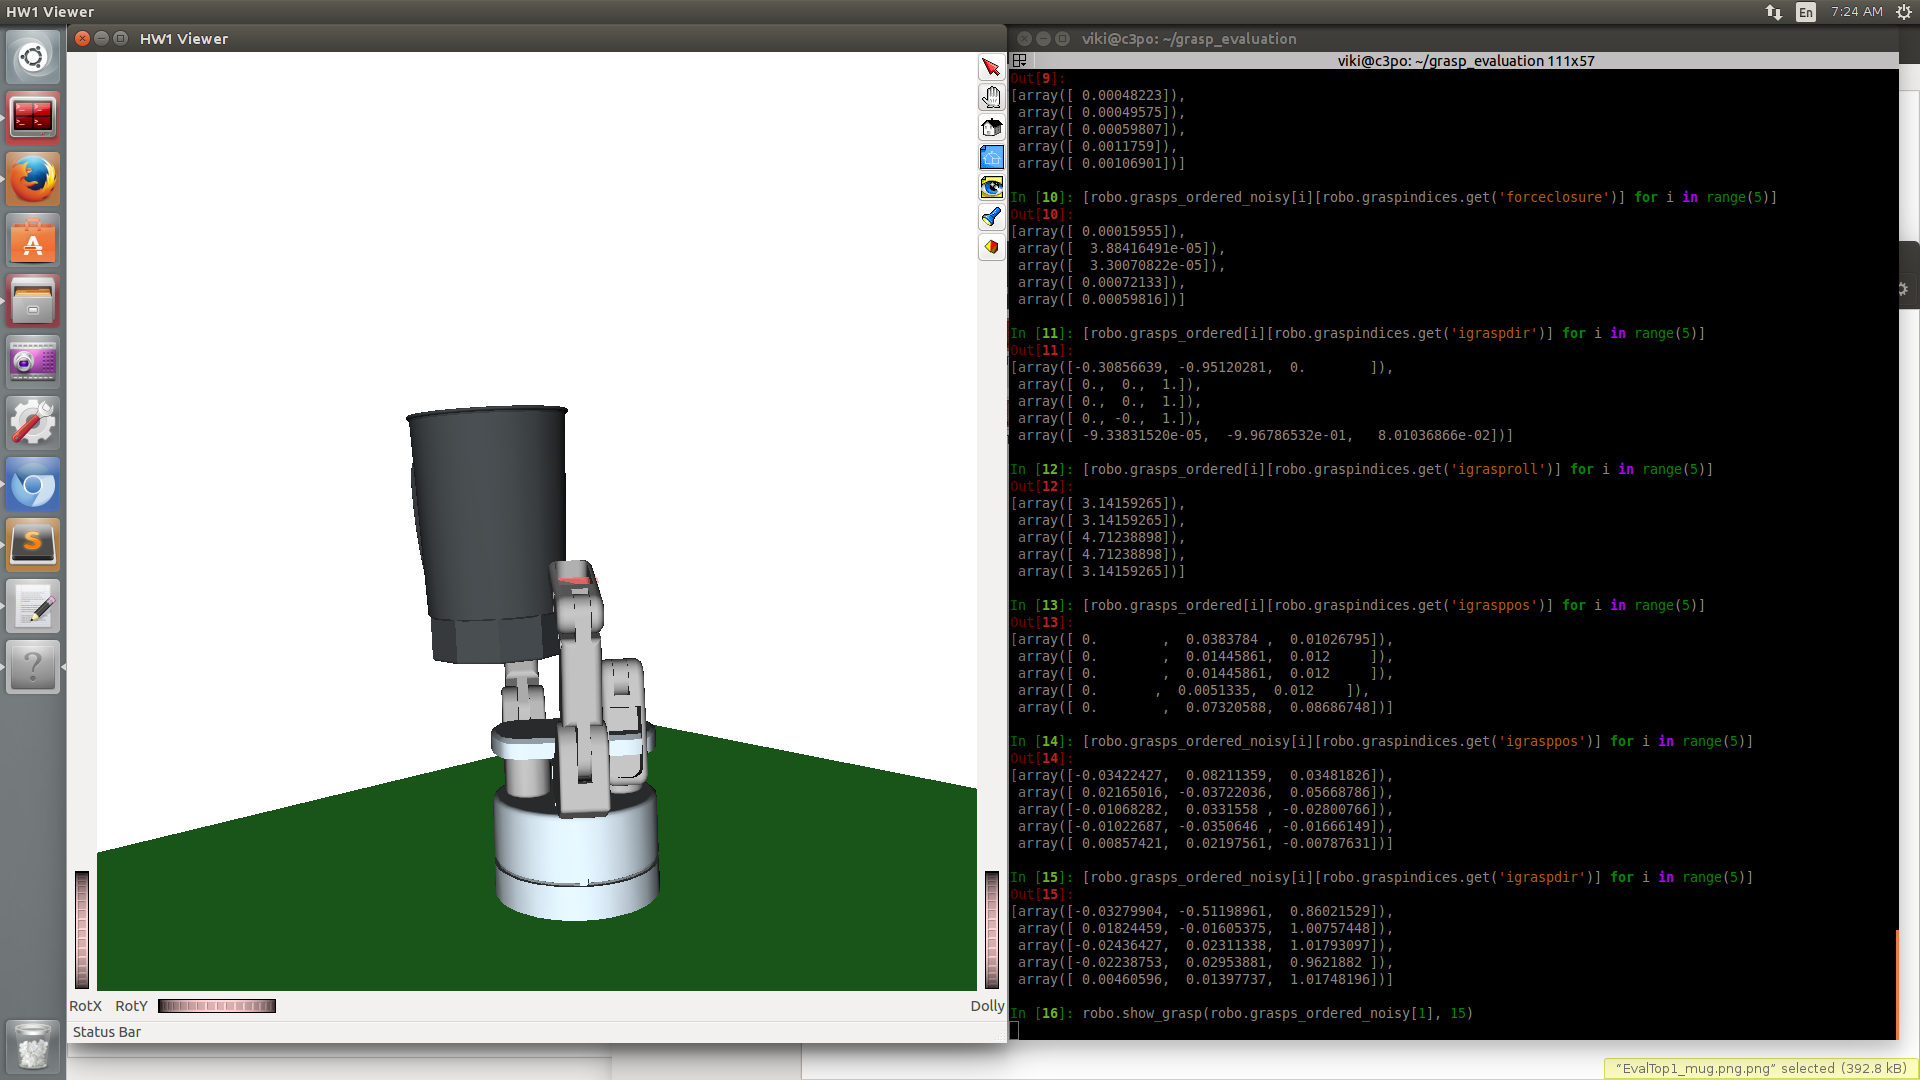 HW1 Viewer
En
7:24 AM
HW1 Viewer
viki@c3po: ~/grasp_evaluation
viki@c3po: ~/grasp_evaluation 111x57
Out[9]:
[array([ 0.00048223]),
 array([ 0.00049575]),
 array([ 0.00059807]),
 array([ 0.0011759]),
 array([ 0.00106901])]
In [10]: [robo.grasps_ordered_noisy[i][robo.graspindices.get('forceclosure')] for i in range(5)]
Out[10]:
[array([ 0.00015955]),
 array([  3.88416491e-05]),
 array([  3.30070822e-05]),
 array([ 0.00072133]),
 array([ 0.00059816])]
In [11]: [robo.grasps_ordered[i][robo.graspindices.get('igraspdir')] for i in range(5)]
Out[11]:
[array([-0.30856639, -0.95120281,  0.        ]),
 array([ 0.,  0.,  1.]),
 array([ 0.,  0.,  1.]),
 array([ 0., -0.,  1.]),
 array([ -9.33831520e-05,  -9.96786532e-01,   8.01036866e-02])]
In [12]: [robo.grasps_ordered[i][robo.graspindices.get('igrasproll')] for i in range(5)]
Out[12]:
[array([ 3.14159265]),
 array([ 3.14159265]),
 array([ 4.71238898]),
 array([ 4.71238898]),
 array([ 3.14159265])]
In [13]: [robo.grasps_ordered[i][robo.graspindices.get('igrasppos')] for i in range(5)]
Out[13]:
[array([ 0.        ,  0.0383784 ,  0.01026795]),
 array([ 0.        ,  0.01445861,  0.012     ]),
 array([ 0.        ,  0.01445861,  0.012     ]),
 array([ 0.       ,  0.0051335,  0.012    ]),
 array([ 0.        ,  0.07320588,  0.08686748])]
In [14]: [robo.grasps_ordered_noisy[i][robo.graspindices.get('igrasppos')] for i in range(5)]
Out[14]:
[array([-0.03422427,  0.08211359,  0.03481826]),
 array([ 0.02165016, -0.03722036,  0.05668786]),
 array([-0.01068282,  0.0331558 , -0.02800766]),
 array([-0.01022687, -0.0350646 , -0.01666149]),
 array([ 0.00857421,  0.02197561, -0.00787631])]
In [15]: [robo.grasps_ordered_noisy[i][robo.graspindices.get('igraspdir')] for i in range(5)]
Out[15]:
[array([-0.03279904, -0.51198961,  0.86021529]),
 array([ 0.01824459, -0.01605375,  1.00757448]),
 array([-0.02436427,  0.02311338,  1.01793097]),
 array([-0.02238753,  0.02953881,  0.9621882 ]),
 array([ 0.00460596,  0.01397737,  1.01748196])]
In [16]: robo.show_grasp(robo.grasps_ordered_noisy[1], 15)
RotX RotY
Dolly
Status Bar
“EvalTop1_mug.png.png” selected (392.8 kB)